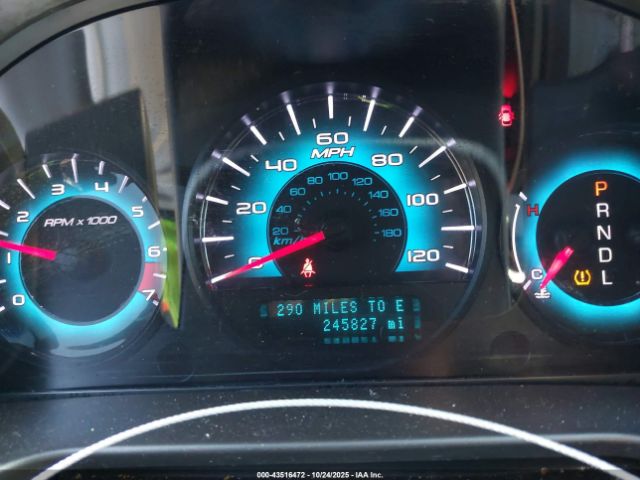 0 1 2 3 4 5 6 7
RPM x 1000
0 20 40 60 80 100 120
MPH
20 40 60 80 100 120 140 160 180
km/h
290 MILES TO E
245827 mi
H
C
P
R
N
D
L
000-43516472 - 10/24/2025 - IAA Inc.